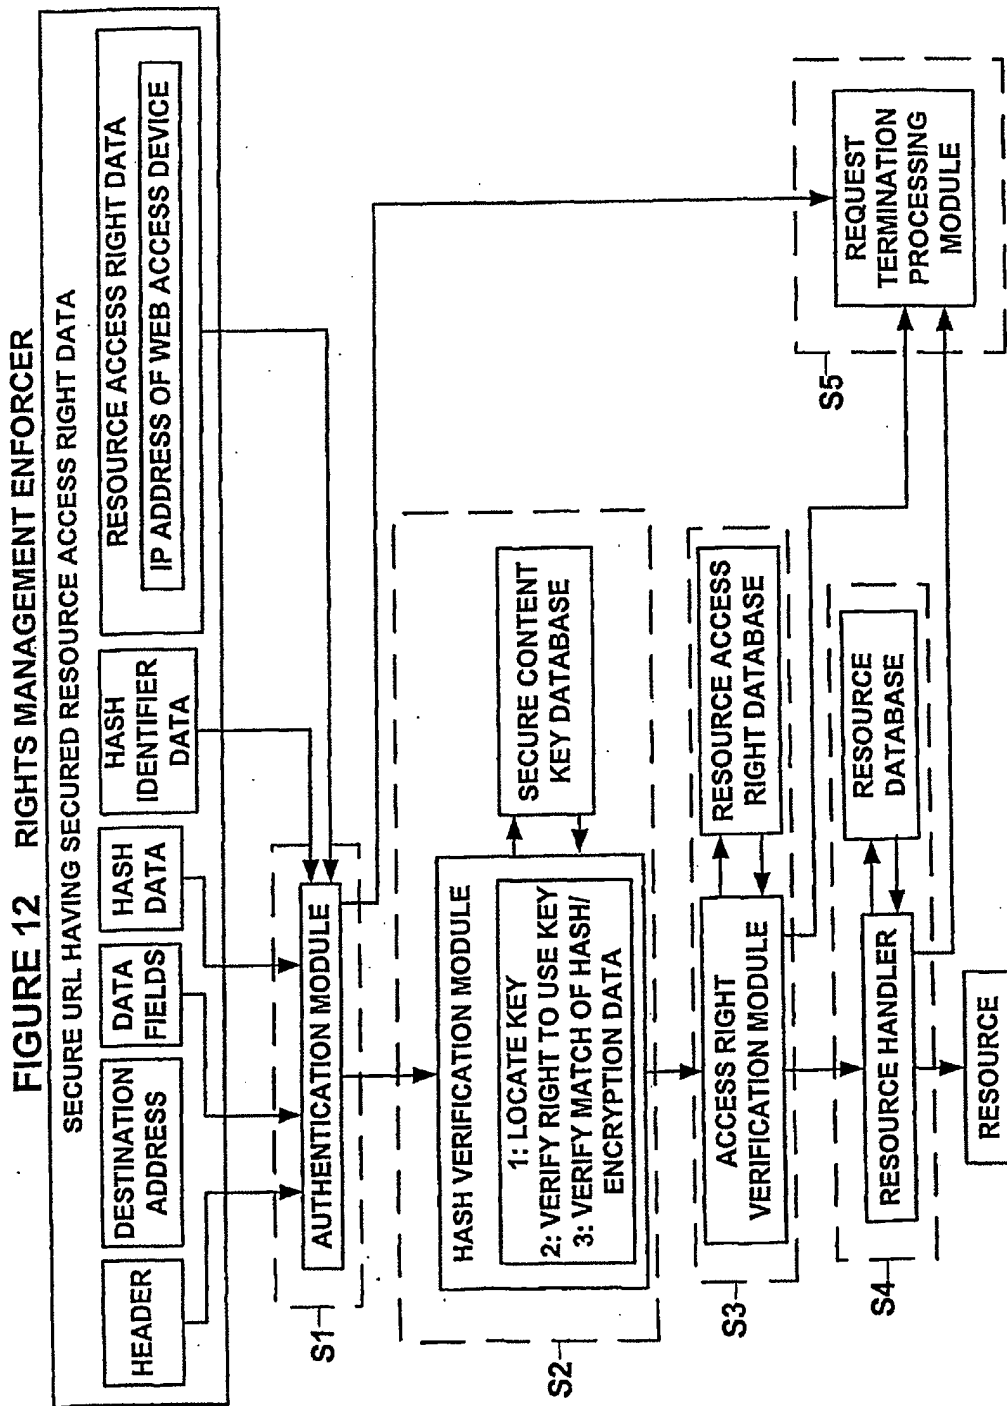 FIGURE 12 RIGHTS MANAGEMENT ENFORCER
SECURE URL HAVING SECURED RESOURCE ACCESS RIGHT DATA
HEADER
DESTINATION
ADDRESS
DATA
FIELDS
HASH
DATA
HASH
IDENTIFIER
DATA
RESOURCE ACCESS RIGHT DATA
IP ADDRESS OF WEB ACCESS DEVICE
S1
AUTHENTICATION MODULE
S2
HASH VERIFICATION MODULE
1: LOCATE KEY
2: VERIFY RIGHT TO USE KEY
3: VERIFY MATCH OF HASH/
ENCRYPTION DATA
SECURE CONTENT
KEY DATABASE
S3
ACCESS RIGHT
VERIFICATION MODULE
RESOURCE ACCESS
RIGHT DATABASE
S4
RESOURCE HANDLER
RESOURCE
DATABASE
RESOURCE
S5
REQUEST
TERMINATION
PROCESSING
MODULE